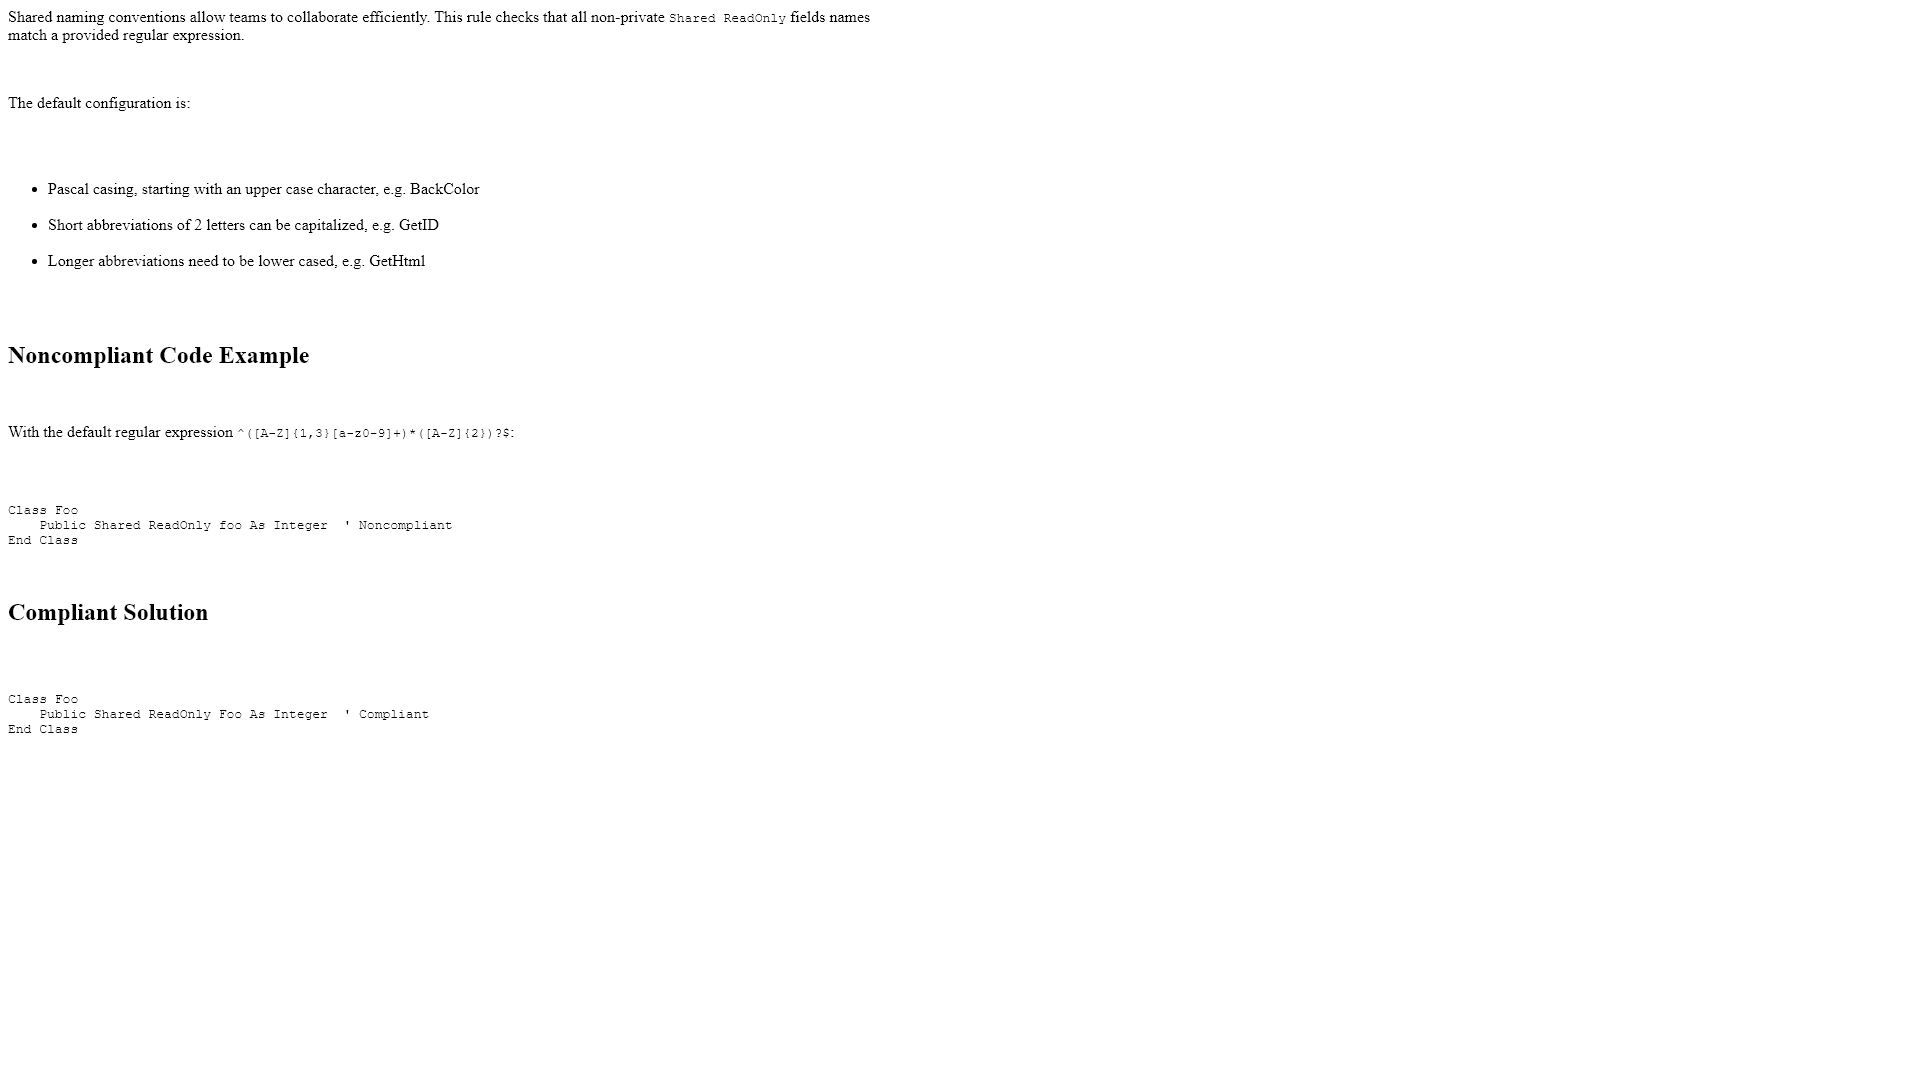 Shared naming conventions allow teams to collaborate efficiently. This rule checks that all non-private Shared ReadOnly fields names
match a provided regular expression.
The default configuration is:
• Pascal casing, starting with an upper case character, e.g. BackColor
• Short abbreviations of 2 letters can be capitalized, e.g. GetID
• Longer abbreviations need to be lower cased, e.g. GetHtml
Noncompliant Code Example
With the default regular expression ^([A-Z]{1,3}[a-z0-9]+)*([A-Z]{2})?$:
Class Foo
    Public Shared ReadOnly foo As Integer  ' Noncompliant
End Class
Compliant Solution
Class Foo
    Public Shared ReadOnly Foo As Integer  ' Compliant
End Class